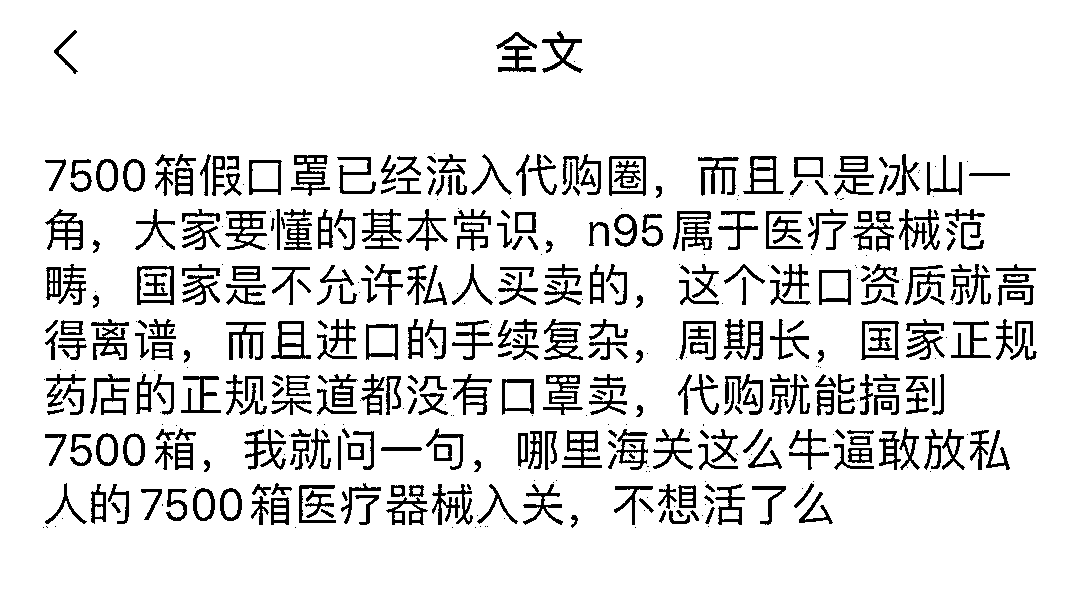 全文
7500箱假口罩已经流入代购圈，而且只是冰山一
角，大家要懂的基本常识，n95属于医疗器械范
畴，国家是不允许私人买卖的，这个进口资质就高
得离谱，而且进口的手续复杂，周期长，国家正规
药店的正规渠道都没有口罩卖，代购就能搞到
7500箱，我就问一句，哪里海关这么牛逼敢放私
人的7500箱医疗器械入关，不想活了么